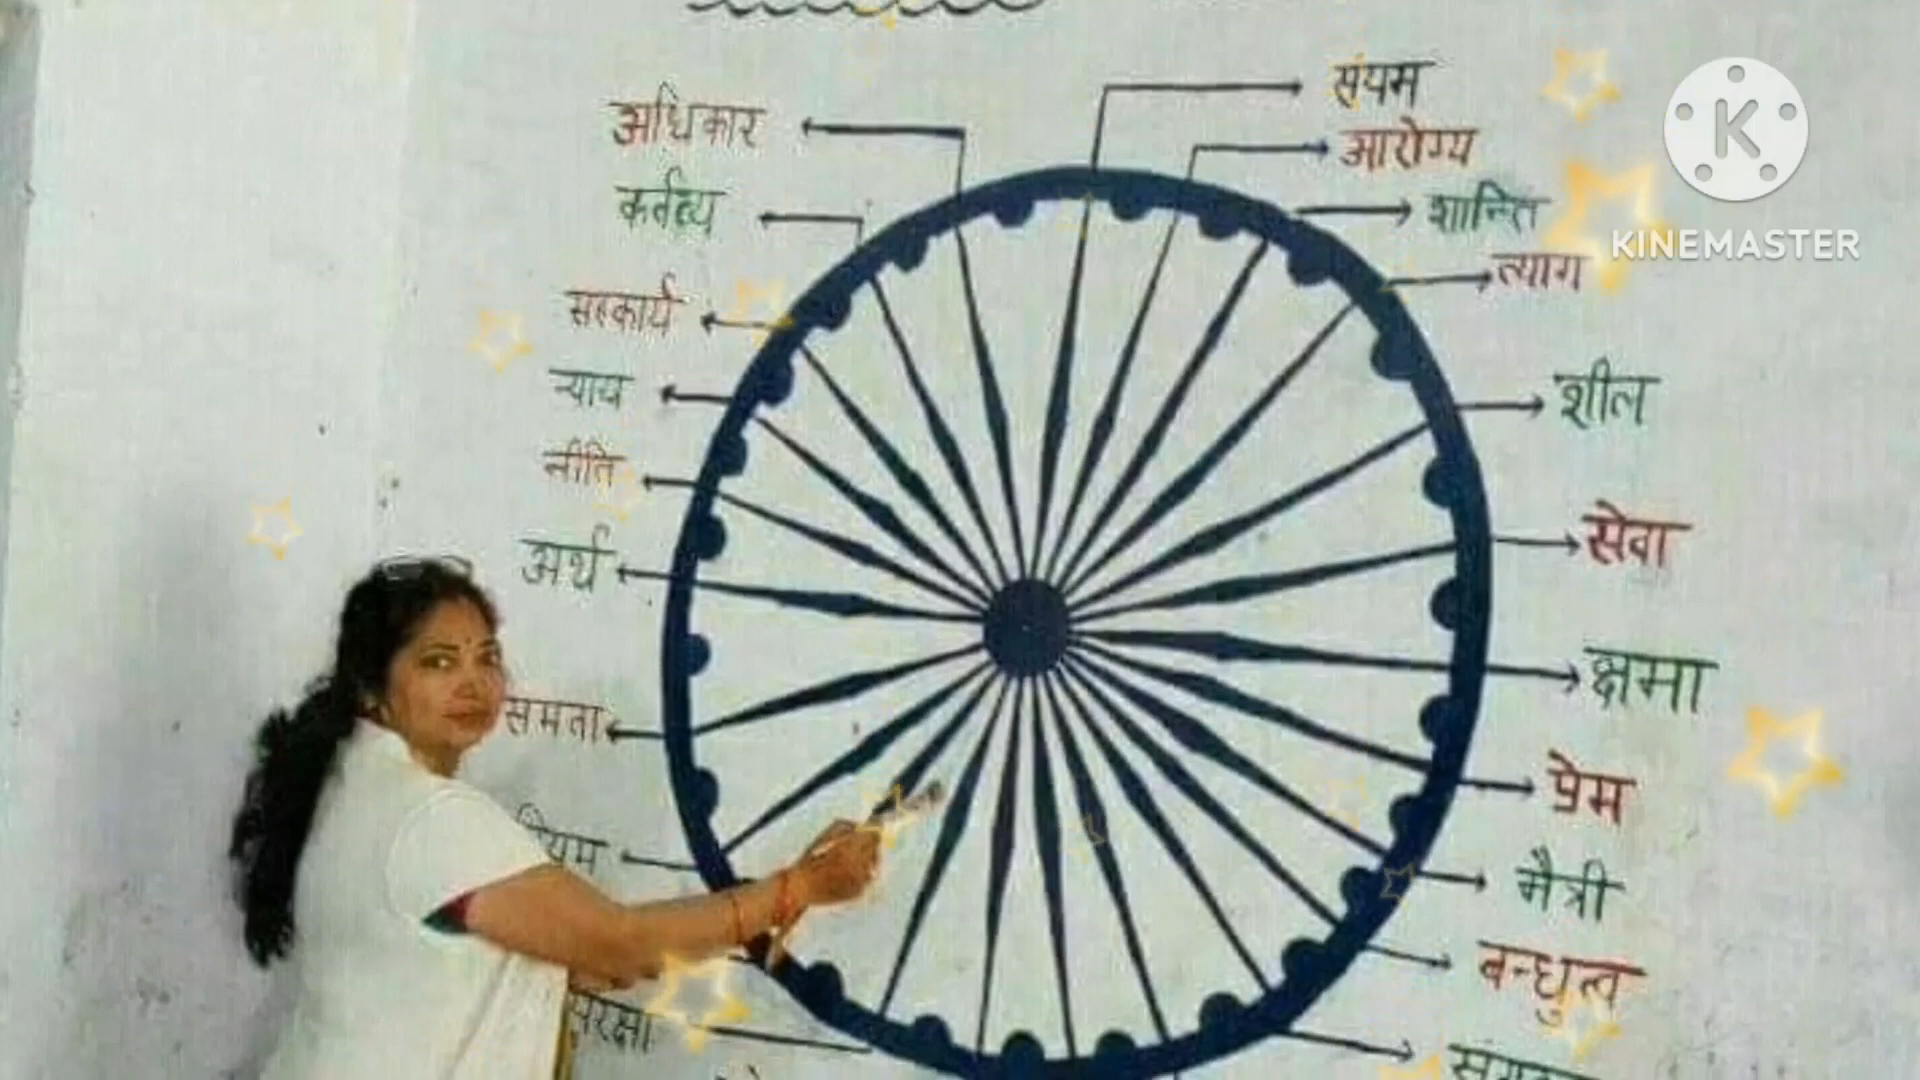 संयम
अधिकार
आरोग्य
कर्तव्य
शान्ति
KINEMASTER
त्याग
सहकार्य
न्याय
शील
नीति
सेवा
अर्थ
क्षमा
समता
प्रेम
मैत्री
बन्धुत्व